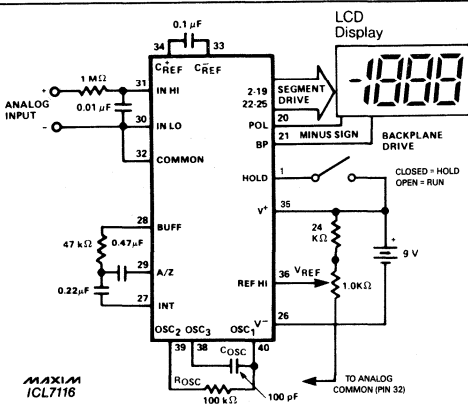 LCD
Display
0.1 µF
34 33
C+REF C-REF
1 MΩ
31
IN HI
+
ANALOG
INPUT
-
0.01 µF
30
IN LO
32
COMMON
2-19
22-25
SEGMENT
DRIVE
-1888
20
POL
MINUS SIGN
21
BP
BACKPLANE
DRIVE
HOLD
1
CLOSED = HOLD
OPEN = RUN
V+
35
24
KΩ
+
9 V
28
BUFF
47 kΩ
0.47µF
29
A/Z
0.22µF
27
INT
REF HI
36
VREF
1.0KΩ
V-
26
OSC2 OSC3 OSC1
39 38 40
COSC
ROSC
100 kΩ
100 pF
TO ANALOG
COMMON (PIN 32)
MAXIM
ICL7116